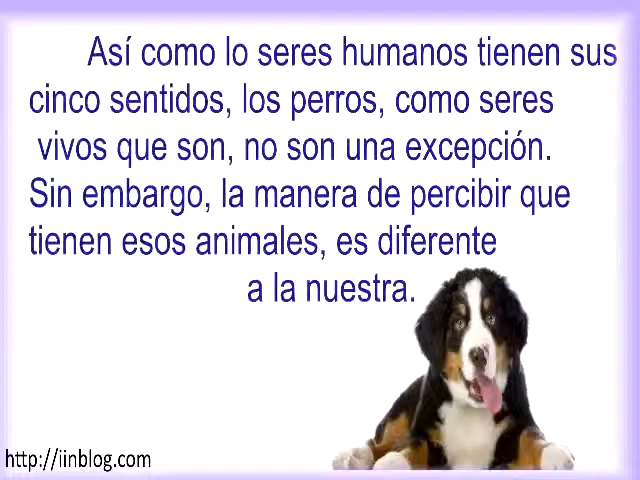 Así como lo seres humanos tienen sus
cinco sentidos, los perros, como seres
vivos que son, no son una excepción.
Sin embargo, la manera de percibir que
tienen esos animales, es diferente
a la nuestra.
http://iinblog.com